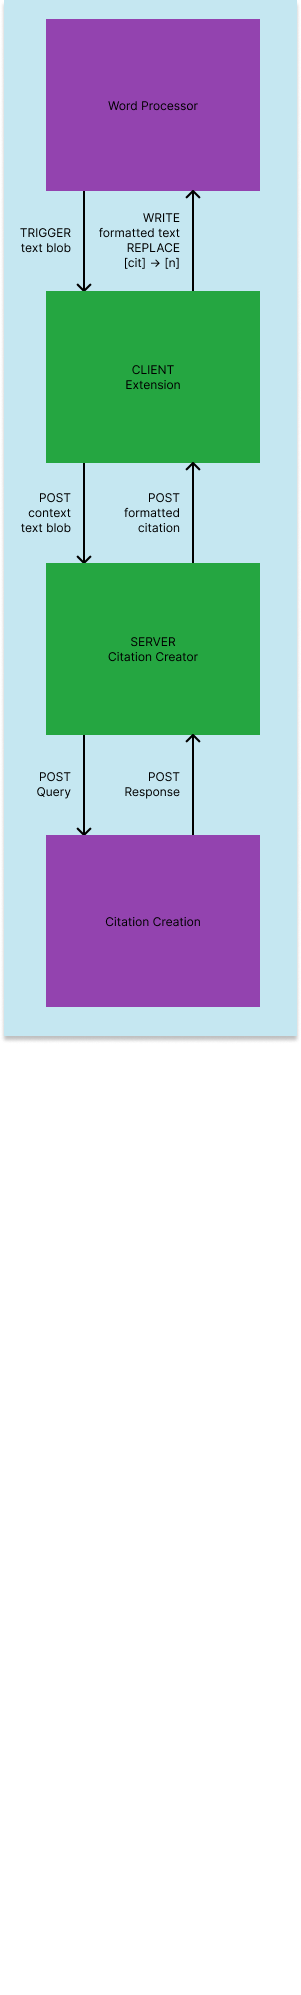 Word Processor
TRIGGER
text blob
WRITE
formatted text
REPLACE
[cit] → [n]
CLIENT
Extension
POST
context
text blob
POST
formatted
citation
SERVER
Citation Creator
POST
Query
POST
Response
Citation Creation